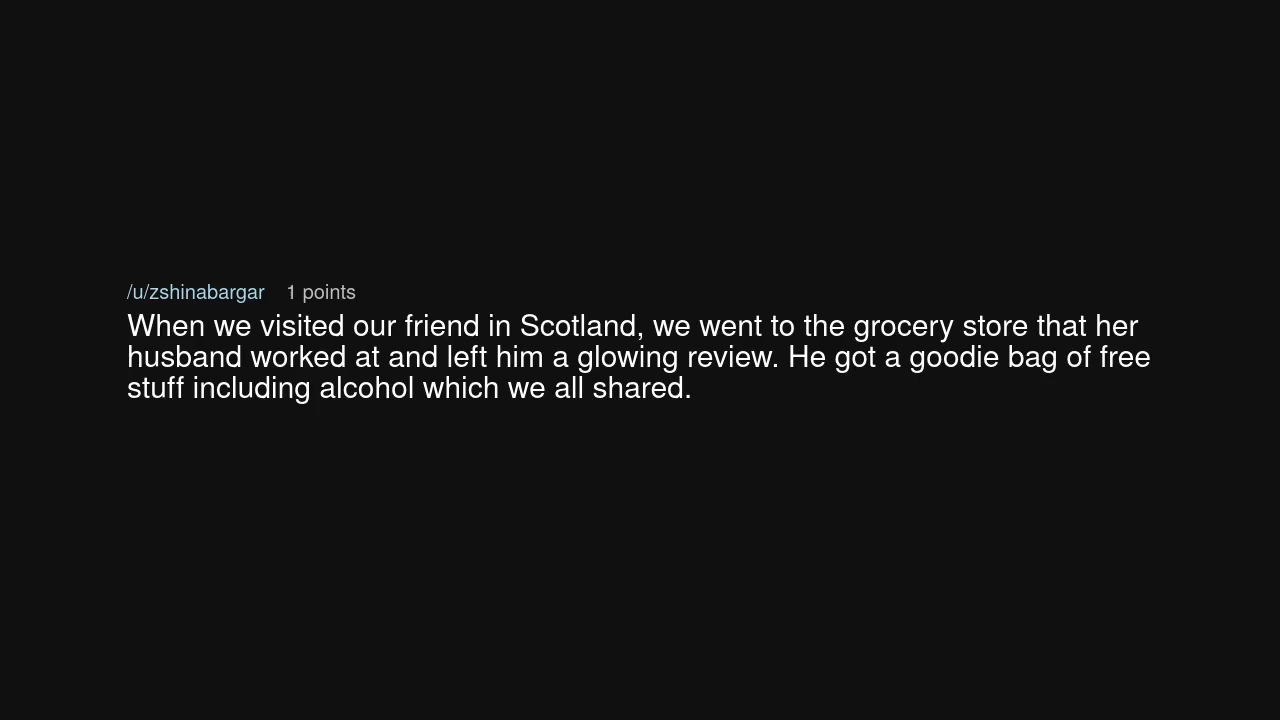 /u/zshinabargar 1 points
When we visited our friend in Scotland, we went to the grocery store that her
husband worked at and left him a glowing review. He got a goodie bag of free
stuff including alcohol which we all shared.